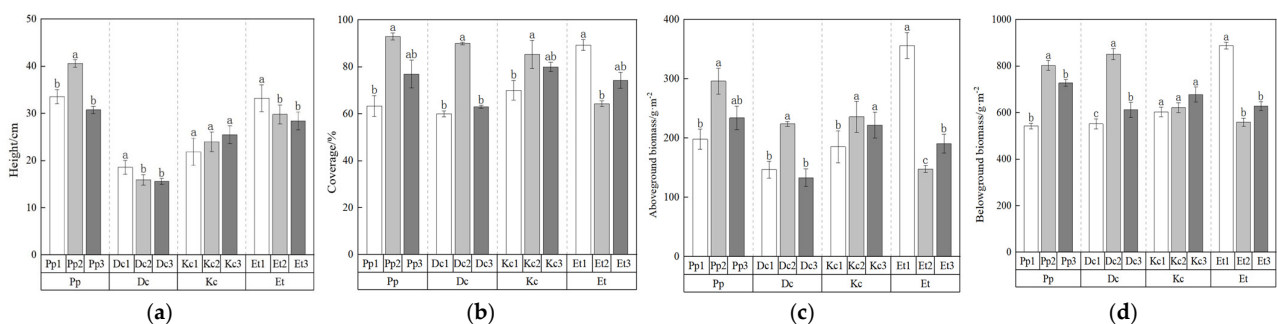 Height/cm
50
40
30
20
10
0
b a b a b b a a a a b b
Pp1 Pp2 Pp3 Dc1 Dc2 Dc3 Kc1 Kc2 Kc3 Et1 Et2 Et3
Pp Dc Kc Et
(a)
Coverage/%
100
80
60
40
20
0
b a ab b a b b a ab a b ab
Pp1 Pp2 Pp3 Dc1 Dc2 Dc3 Kc1 Kc2 Kc3 Et1 Et2 Et3
Pp Dc Kc Et
(b)
Aboveground biomass/g·m⁻²
400
300
200
100
0
b a ab b a b b a a a c b
Pp1 Pp2 Pp3 Dc1 Dc2 Dc3 Kc1 Kc2 Kc3 Et1 Et2 Et3
Pp Dc Kc Et
(c)
Belowground biomass/g·m⁻²
1000
800
600
400
200
0
b a b c a b a a a a b b
Pp1 Pp2 Pp3 Dc1 Dc2 Dc3 Kc1 Kc2 Kc3 Et1 Et2 Et3
Pp Dc Kc Et
(d)